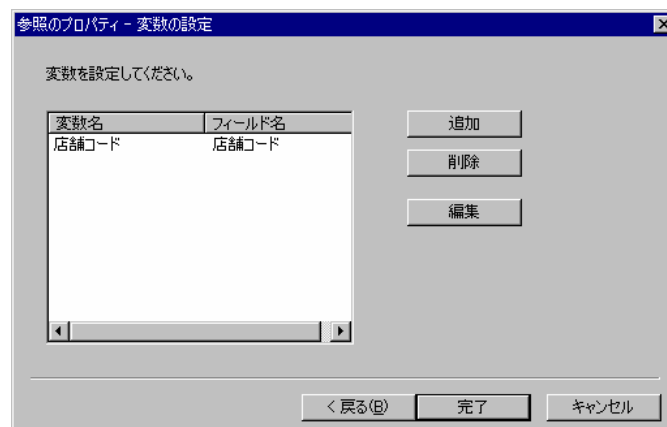 参照のプロパティ - 変数の設定
変数を設定してください。
変数名 フィールド名
店舗コード 店舗コード
追加
削除
編集
< 戻る(B) 完了 キャンセル